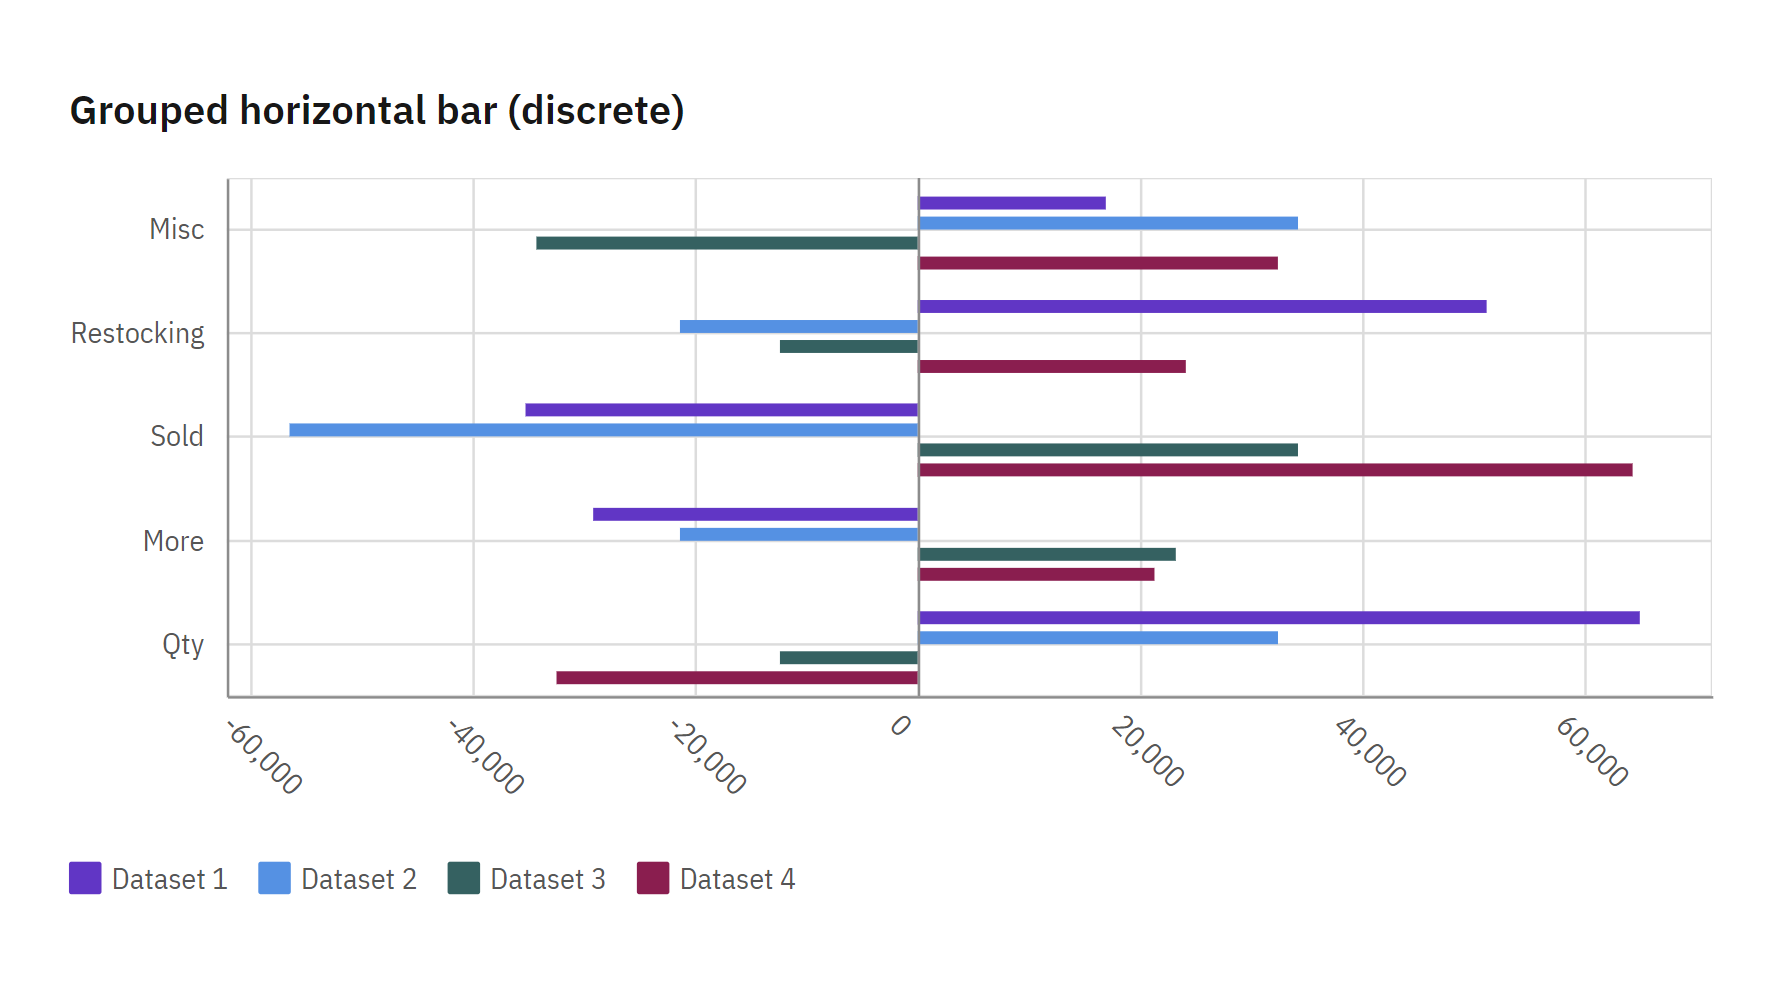 Grouped horizontal bar (discrete)
Misc
Restocking
Sold
More
Qty
-60,000 -40,000 -20,000 0 20,000 40,000 60,000
Dataset 1 Dataset 2 Dataset 3 Dataset 4